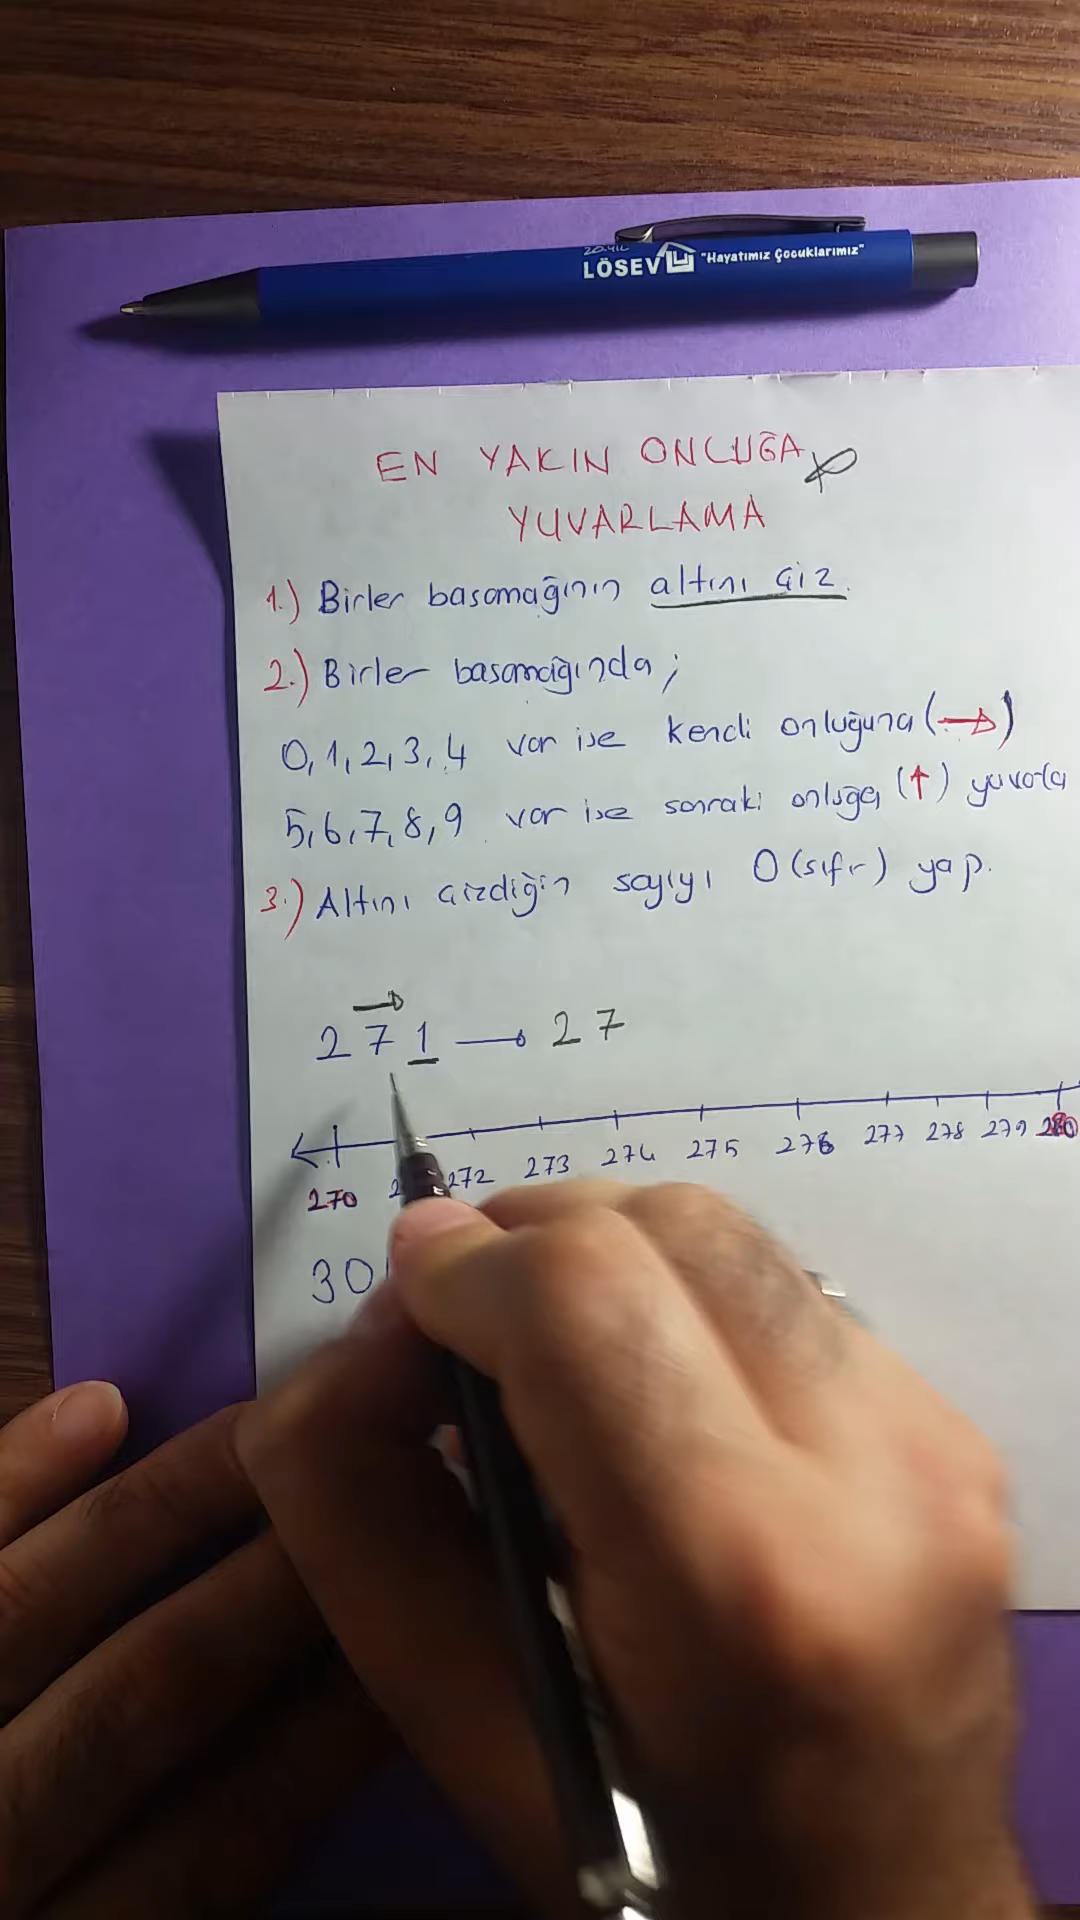 20.YIL
LÖSEV "Hayatımız Çocuklarımız"
EN YAKIN ONLUĞA
YUVARLAMA
1.) Birler basamağının altını çiz.
2.) Birler basamağında;
0,1,2,3,4 var ise kendi onluğuna (→)
5,6,7,8,9 var ise sonraki onluğa (↑) yuvarla
3.) Altını çizdiğin sayıyı 0 (sıfır) yap.
271 → 27
270 272 273 274 275 276 277 278 279 280
30